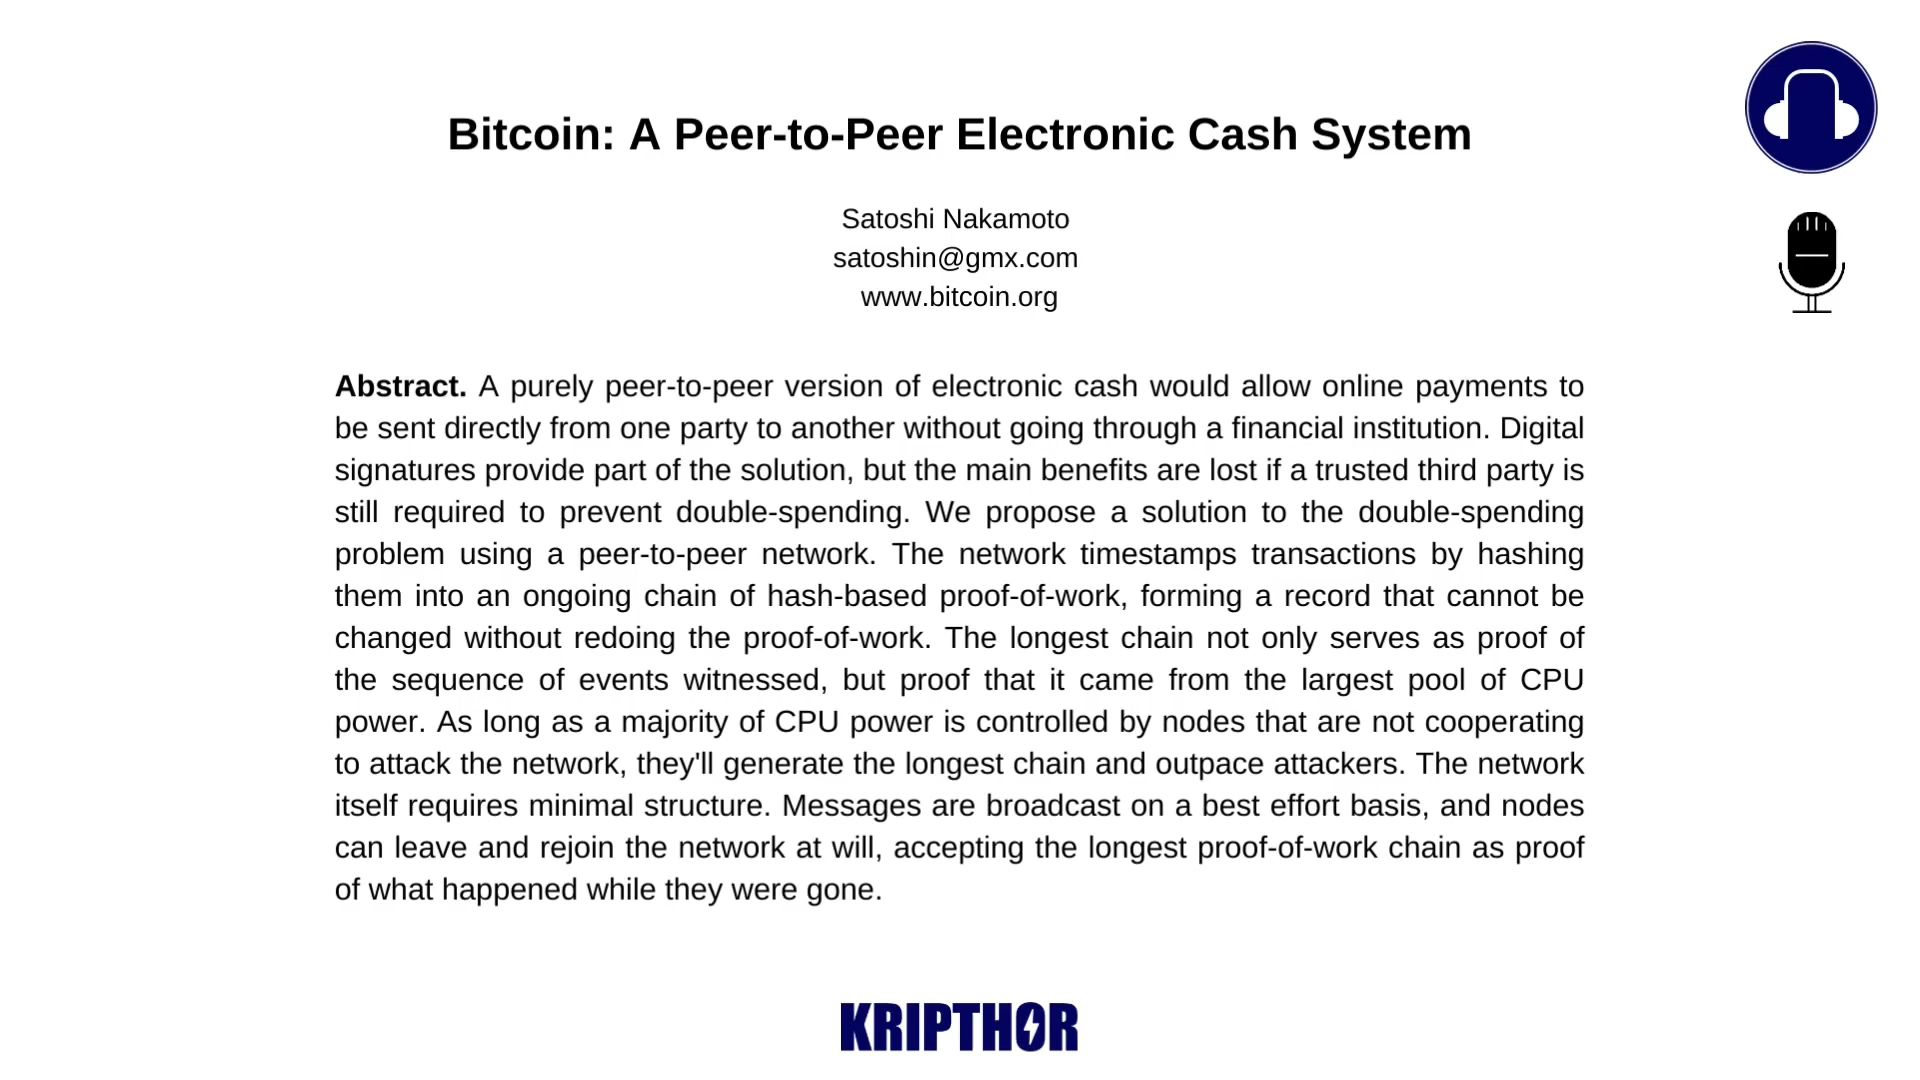 Bitcoin: A Peer-to-Peer Electronic Cash System
Satoshi Nakamoto
satoshin@gmx.com
www.bitcoin.org
Abstract. A purely peer-to-peer version of electronic cash would allow online payments to
be sent directly from one party to another without going through a financial institution. Digital
signatures provide part of the solution, but the main benefits are lost if a trusted third party is
still required to prevent double-spending. We propose a solution to the double-spending
problem using a peer-to-peer network. The network timestamps transactions by hashing
them into an ongoing chain of hash-based proof-of-work, forming a record that cannot be
changed without redoing the proof-of-work. The longest chain not only serves as proof of
the sequence of events witnessed, but proof that it came from the largest pool of CPU
power. As long as a majority of CPU power is controlled by nodes that are not cooperating
to attack the network, they'll generate the longest chain and outpace attackers. The network
itself requires minimal structure. Messages are broadcast on a best effort basis, and nodes
can leave and rejoin the network at will, accepting the longest proof-of-work chain as proof
of what happened while they were gone.
KRIPTHOR